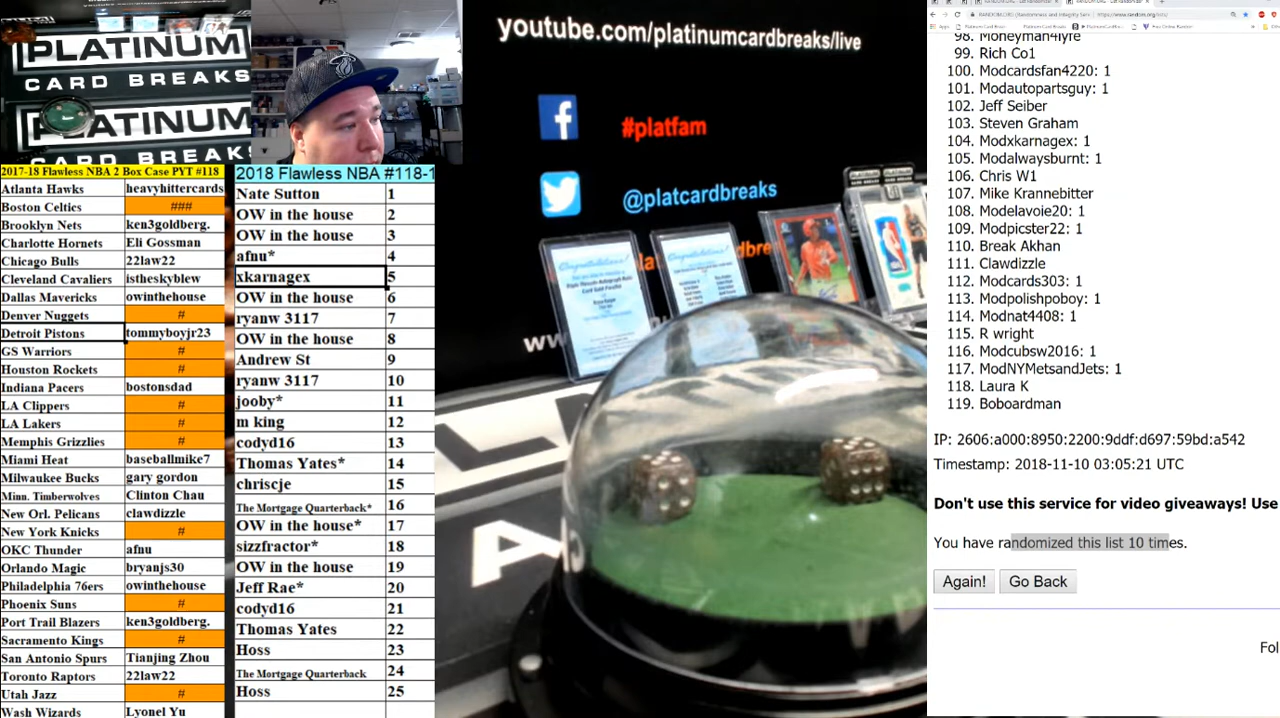 PLATINUM
CARD BREAKS
PLATINUM
CARD BREAKS
youtube.com/platinumcardbreaks/live
#platfam
@platcardbreaks
2017-18 Flawless NBA 2 Box Case PYT #118
Atlanta Hawks heavyhittercards
Boston Celtics ###
Brooklyn Nets ken3goldberg.
Charlotte Hornets Eli Gossman
Chicago Bulls 22law22
Cleveland Cavaliers istheskyblew
Dallas Mavericks owinthehouse
Denver Nuggets #
Detroit Pistons tommyboyjr23
GS Warriors #
Houston Rockets #
Indiana Pacers bostonsdad
LA Clippers #
LA Lakers #
Memphis Grizzlies #
Miami Heat baseballmike7
Milwaukee Bucks gary gordon
Minn. Timberwolves Clinton Chau
New Orl. Pelicans clawdizzle
New York Knicks #
OKC Thunder afnu
Orlando Magic bryanjs30
Philadelphia 76ers owinthehouse
Phoenix Suns #
Port Trail Blazers ken3goldberg.
Sacramento Kings #
San Antonio Spurs Tianjing Zhou
Toronto Raptors 22law22
Utah Jazz #
Wash Wizards Lyonel Yu
2018 Flawless NBA #118-1
Nate Sutton 1
OW in the house 2
OW in the house 3
afnu* 4
xkarnagex 5
OW in the house 6
ryanw 3117 7
OW in the house 8
Andrew St 9
ryanw 3117 10
jooby* 11
m king 12
codyd16 13
Thomas Yates* 14
chriscje 15
The Mortgage Quarterback* 16
OW in the house* 17
sizzfractor* 18
OW in the house 19
Jeff Rae* 20
codyd16 21
Thomas Yates 22
Hoss 23
The Mortgage Quarterback 24
Hoss 25
98. Moneyman4lyfe
99. Rich Co1
100. Modcardsfan4220: 1
101. Modautopartsguy: 1
102. Jeff Seiber
103. Steven Graham
104. Modxkarnagex: 1
105. Modalwaysburnt: 1
106. Chris W1
107. Mike Krannebitter
108. Modelavoie20: 1
109. Modpicster22: 1
110. Break Akhan
111. Clawdizzle
112. Modcards303: 1
113. Modpolishpoboy: 1
114. Modnat4408: 1
115. R wright
116. Modcubsw2016: 1
117. ModNYMetsandJets: 1
118. Laura K
119. Boboardman
IP: 2606:a000:8950:2200:9ddf:d697:59bd:a542
Timestamp: 2018-11-10 03:05:21 UTC
Don't use this service for video giveaways! Use
You have randomized this list 10 times.
Again! Go Back
Fol